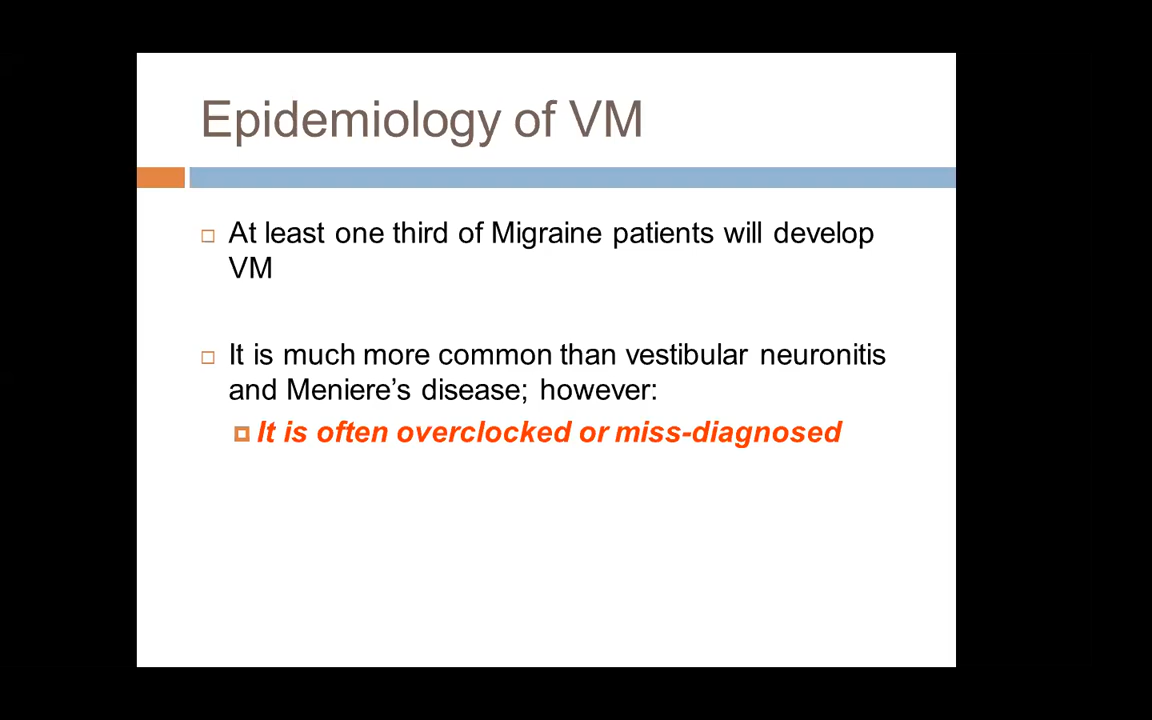 Epidemiology of VM
At least one third of Migraine patients will develop
VM
It is much more common than vestibular neuronitis
and Meniere’s disease; however:
It is often overclocked or miss-diagnosed